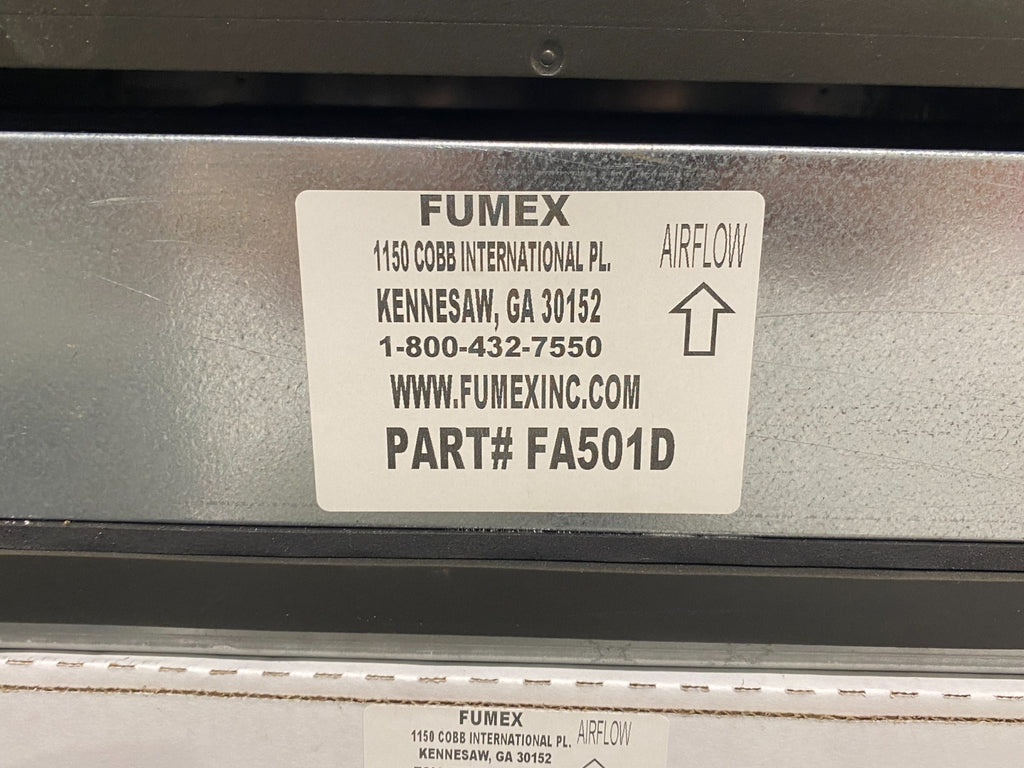 FUMEX
1150 COBB INTERNATIONAL PL.
KENNESAW, GA 30152
1-800-432-7550
WWW.FUMEXINC.COM
PART# FA501D
AIRFLOW
FUMEX
1150 COBB INTERNATIONAL PL.
KENNESAW, GA 30152
AIRFLOW